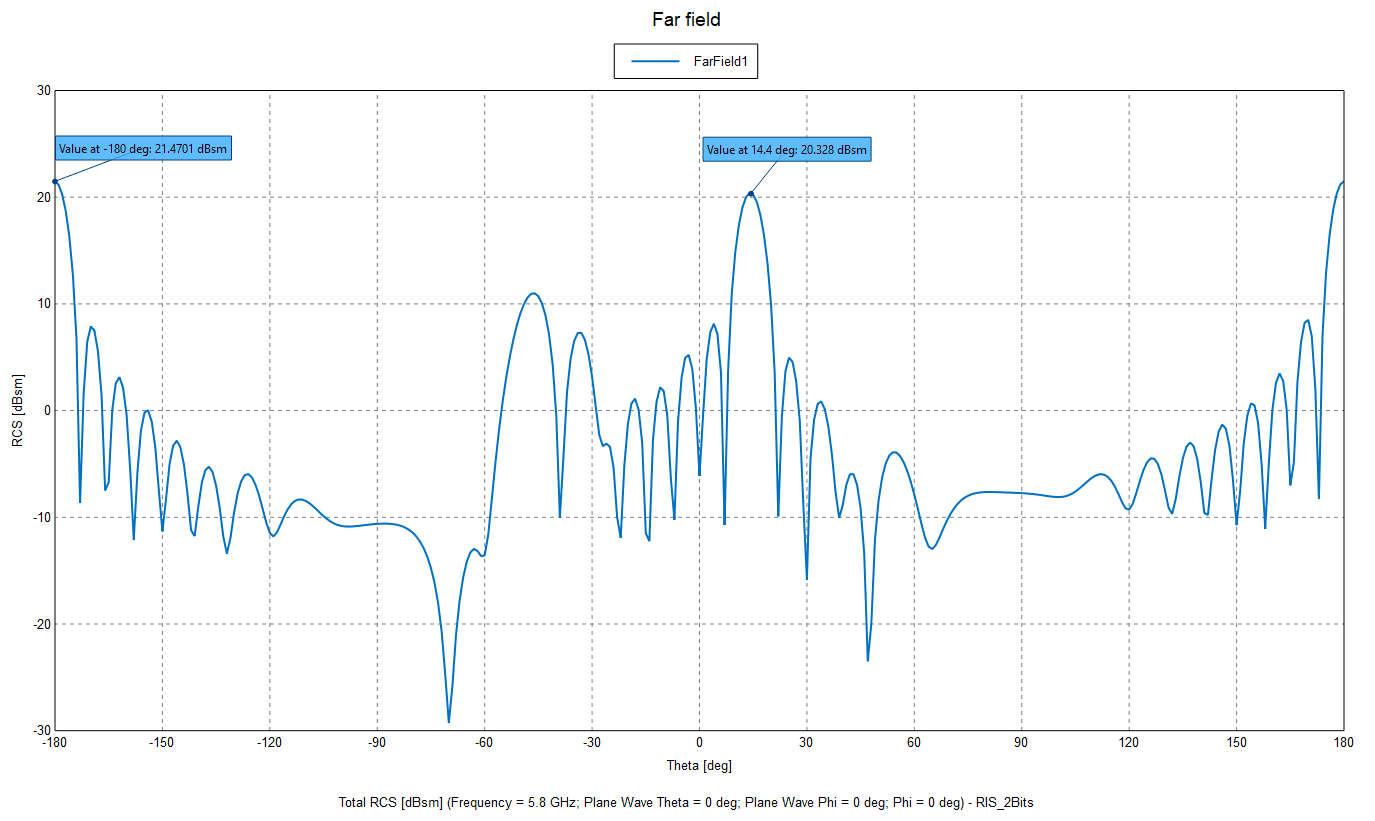 Far field
FarField1
30
Value at -180 deg: 21.4701 dBsm
Value at 14.4 deg: 20.328 dBsm
20
10
0
RCS [dBsm]
-10
-20
-30
-180 -150 -120 -90 -60 -30 0 30 60 90 120 150 180
Theta [deg]
Total RCS [dBsm] (Frequency = 5.8 GHz; Plane Wave Theta = 0 deg; Plane Wave Phi = 0 deg; Phi = 0 deg) - RIS_2Bits